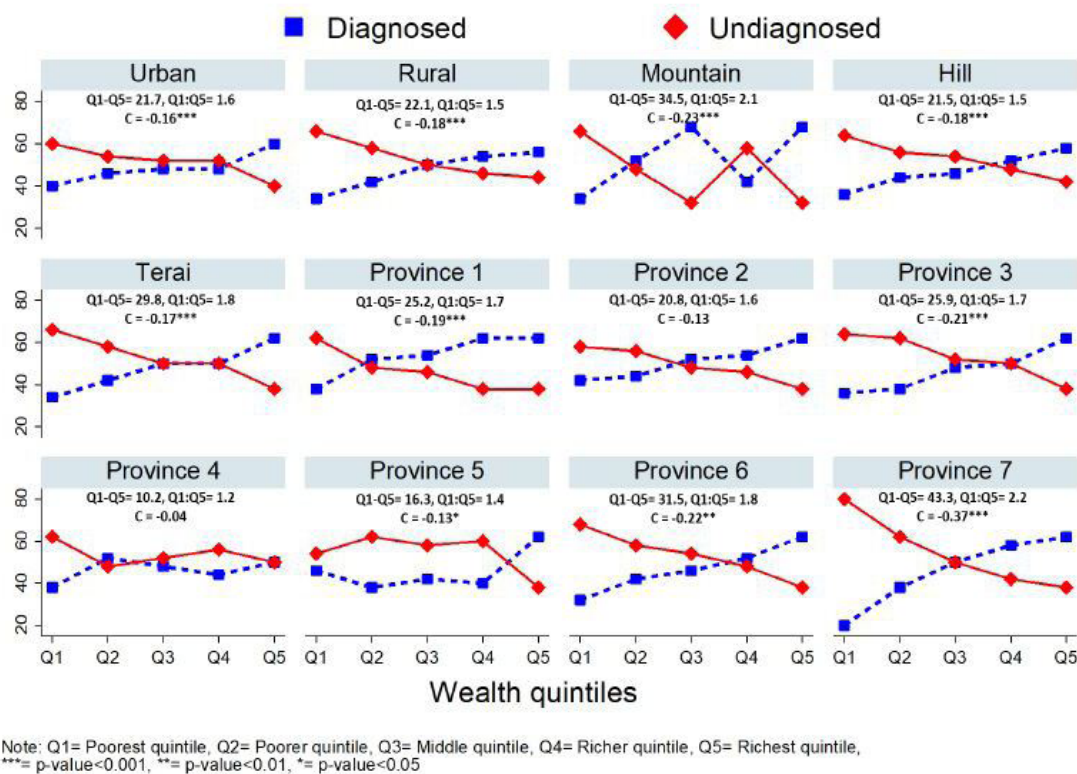 Diagnosed Undiagnosed
Urban Rural Mountain Hill
Q1-Q5= 21.7, Q1:Q5= 1.6 Q1-Q5= 22.1, Q1:Q5= 1.5 Q1-Q5= 34.5, Q1:Q5= 2.1 Q1-Q5= 21.5, Q1:Q5= 1.5
C = -0.16*** C = -0.18*** C = -0.23*** C = -0.18***
80
60
40
20
Terai Province 1 Province 2 Province 3
Q1-Q5= 29.8, Q1:Q5= 1.8 Q1-Q5= 25.2, Q1:Q5= 1.7 Q1-Q5= 20.8, Q1:Q5= 1.6 Q1-Q5= 25.9, Q1:Q5= 1.7
C = -0.17*** C = -0.19*** C = -0.13 C = -0.21***
80
60
40
20
Province 4 Province 5 Province 6 Province 7
Q1-Q5= 10.2, Q1:Q5= 1.2 Q1-Q5= 16.3, Q1:Q5= 1.4 Q1-Q5= 31.5, Q1:Q5= 1.8 Q1-Q5= 43.3, Q1:Q5= 2.2
C = -0.04 C = -0.13* C = -0.22** C = -0.37***
80
60
40
20
Q1 Q2 Q3 Q4 Q5 Q1 Q2 Q3 Q4 Q5 Q1 Q2 Q3 Q4 Q5 Q1 Q2 Q3 Q4 Q5
Wealth quintiles
Note: Q1= Poorest quintile, Q2= Poorer quintile, Q3= Middle quintile, Q4= Richer quintile, Q5= Richest quintile,
***= p-value<0.001, **= p-value<0.01, *= p-value<0.05